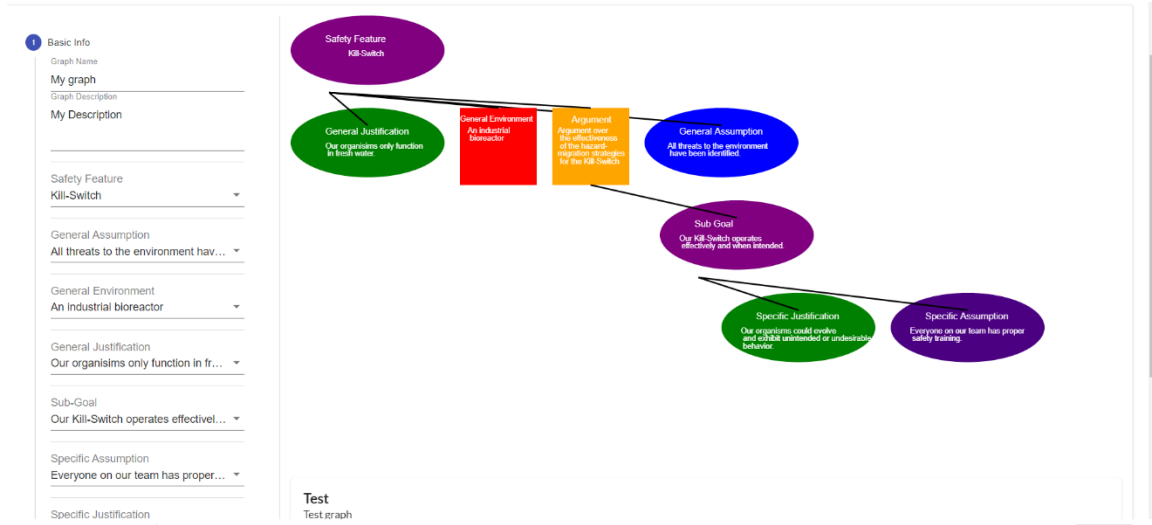 1 Basic Info
Graph Name
My graph
Graph Description
My Description
Safety Feature
Kill-Switch
General Assumption
All threats to the environment hav...
General Environment
An industrial bioreactor
General Justification
Our organisims only function in fr...
Sub-Goal
Our Kill-Switch operates effectivel...
Specific Assumption
Everyone on our team has proper...
Specific Justification
Safety Feature
Kill-Switch
General Justification
Our organisims only function
in fresh water.
General Environment
An industrial
bioreactor
Argument
Argument over
the effectiveness
of the hazard-
migration strategies
for the Kill-Switch
General Assumption
All threats to the environment
have been identified.
Sub Goal
Our Kill-Switch operates
effectively and when intended.
Specific Justification
Our organisms could evolve
and exhibit unintended or undesirable
behavior.
Specific Assumption
Everyone on our team has proper
safely training.
Test
Test graph